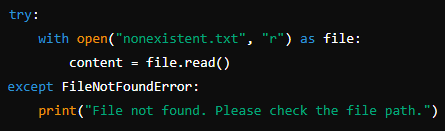 try:
    with open("nonexistent.txt", "r") as file:
        content = file.read()
except FileNotFoundError:
    print("File not found. Please check the file path.")